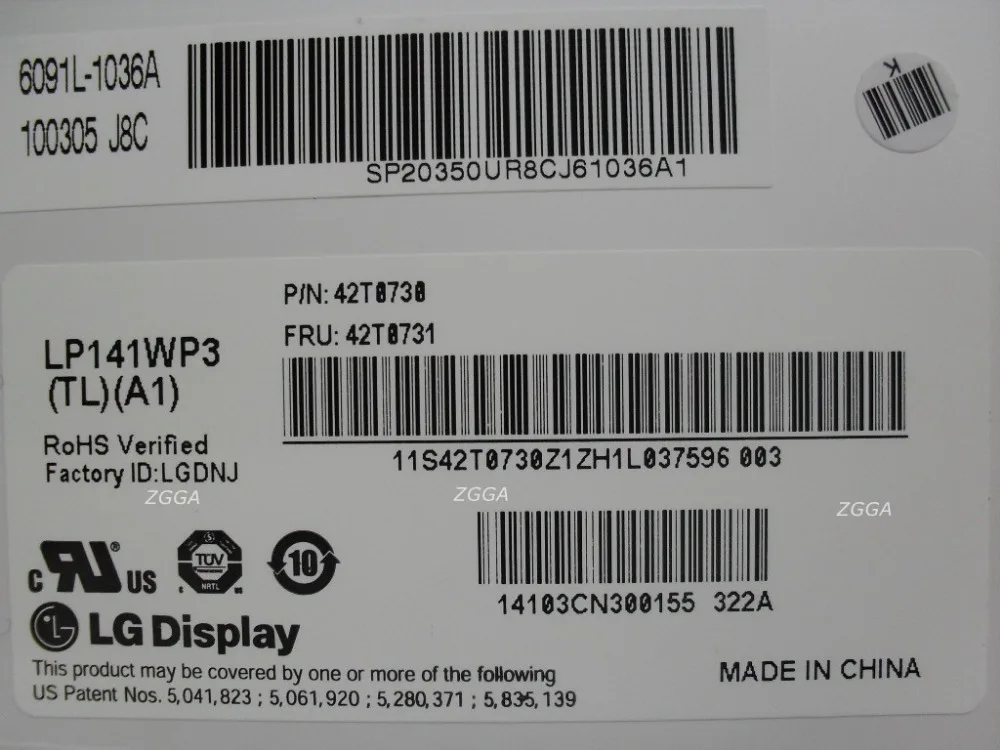 6091L-1036A
100305 J8C
SP20350UR8CJ61036A1
K
P/N: 42T0730
FRU: 42T0731
LP141WP3
(TL)(A1)
RoHS Verified
Factory ID:LGDNJ
11S42T0730Z1ZH1L037596 003
ZGGA
ZGGA
ZGGA
14103CN300155 322A
c RU® US
TÜV
NRTL
10
LG Display
This product may be covered by one or more of the following
US Patent Nos. 5,041,823 ; 5,061,920 ; 5,280,371 ; 5,835,139
MADE IN CHINA